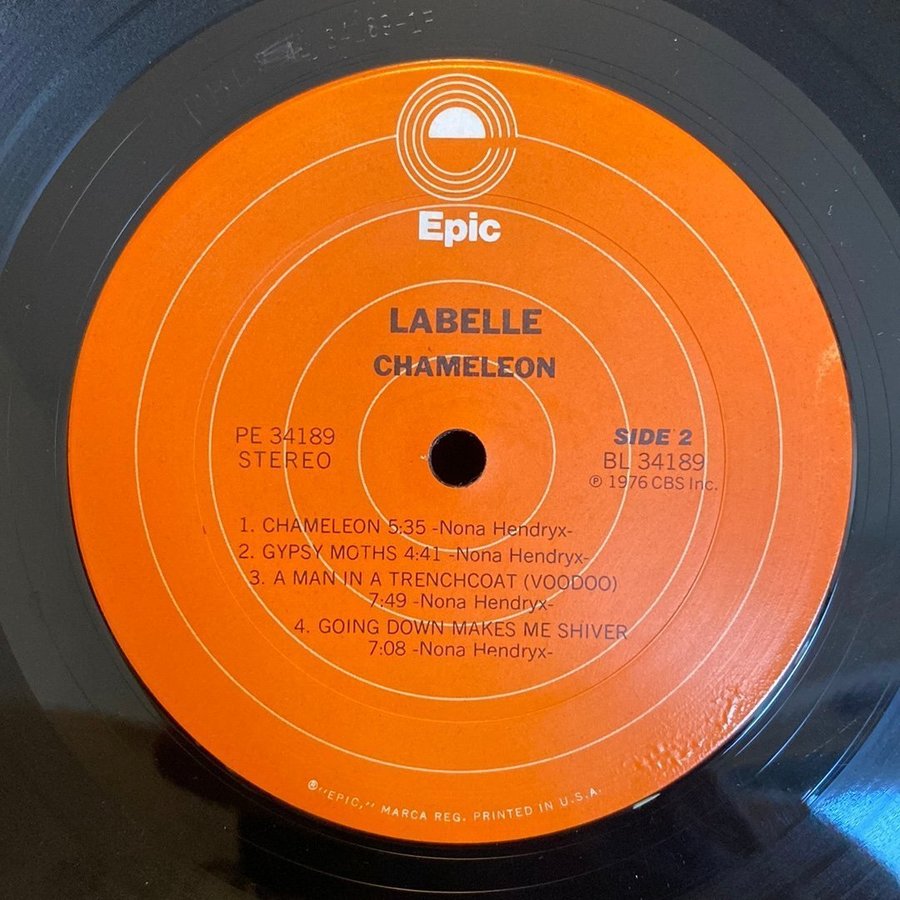 Epic
LABELLE
CHAMELEON
PE 34189
STEREO
SIDE 2
BL 34189
℗ 1976 CBS Inc.
1. CHAMELEON 5:35 -Nona Hendryx-
2. GYPSY MOTHS 4:41 -Nona Hendryx-
3. A MAN IN A TRENCHCOAT (VOODOO)
7:49 -Nona Hendryx-
4. GOING DOWN MAKES ME SHIVER
7:08 -Nona Hendryx-
®"EPIC," MARCA REG. PRINTED IN U.S.A.